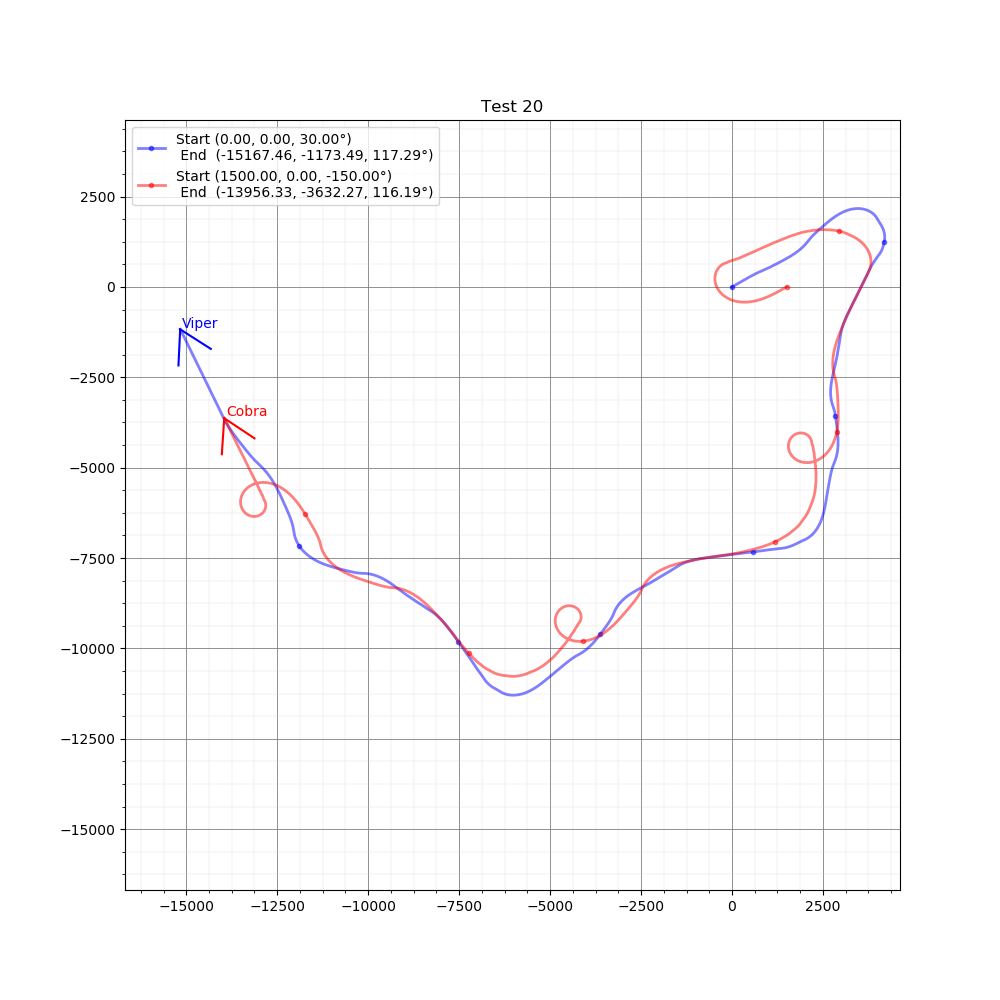 Test 20
Start (0.00, 0.00, 30.00°)
End (-15167.46, -1173.49, 117.29°)
Start (1500.00, 0.00, -150.00°)
End (-13956.33, -3632.27, 116.19°)
2500
0
−2500
−5000
−7500
−10000
−12500
−15000
Viper
Cobra
−15000 −12500 −10000 −7500 −5000 −2500 0 2500